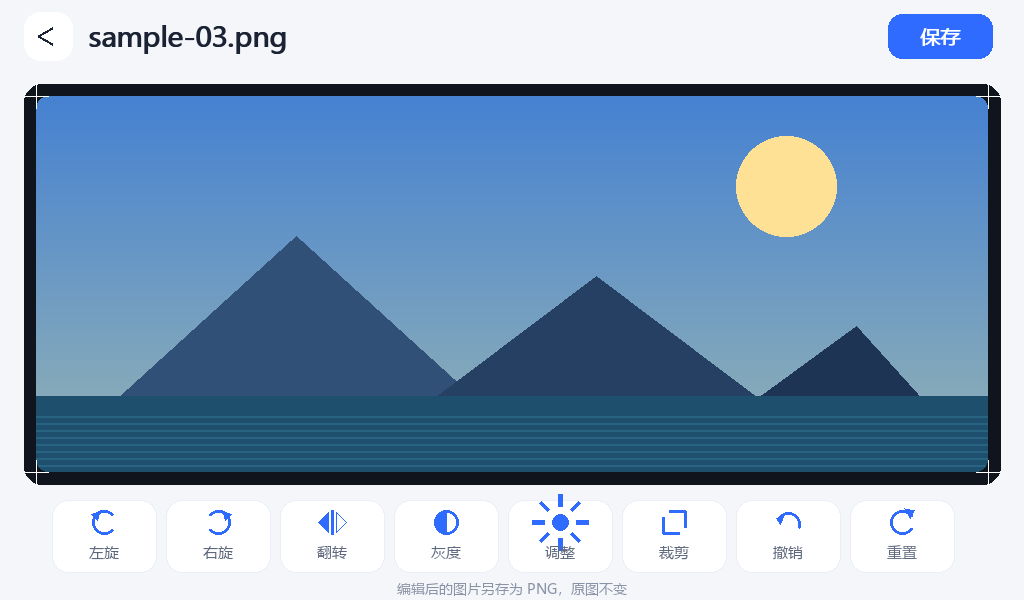 sample-03.png
保存
左旋
右旋
翻转
灰度
调整
裁剪
撤销
重置
编辑后的图片另存为 PNG，原图不变